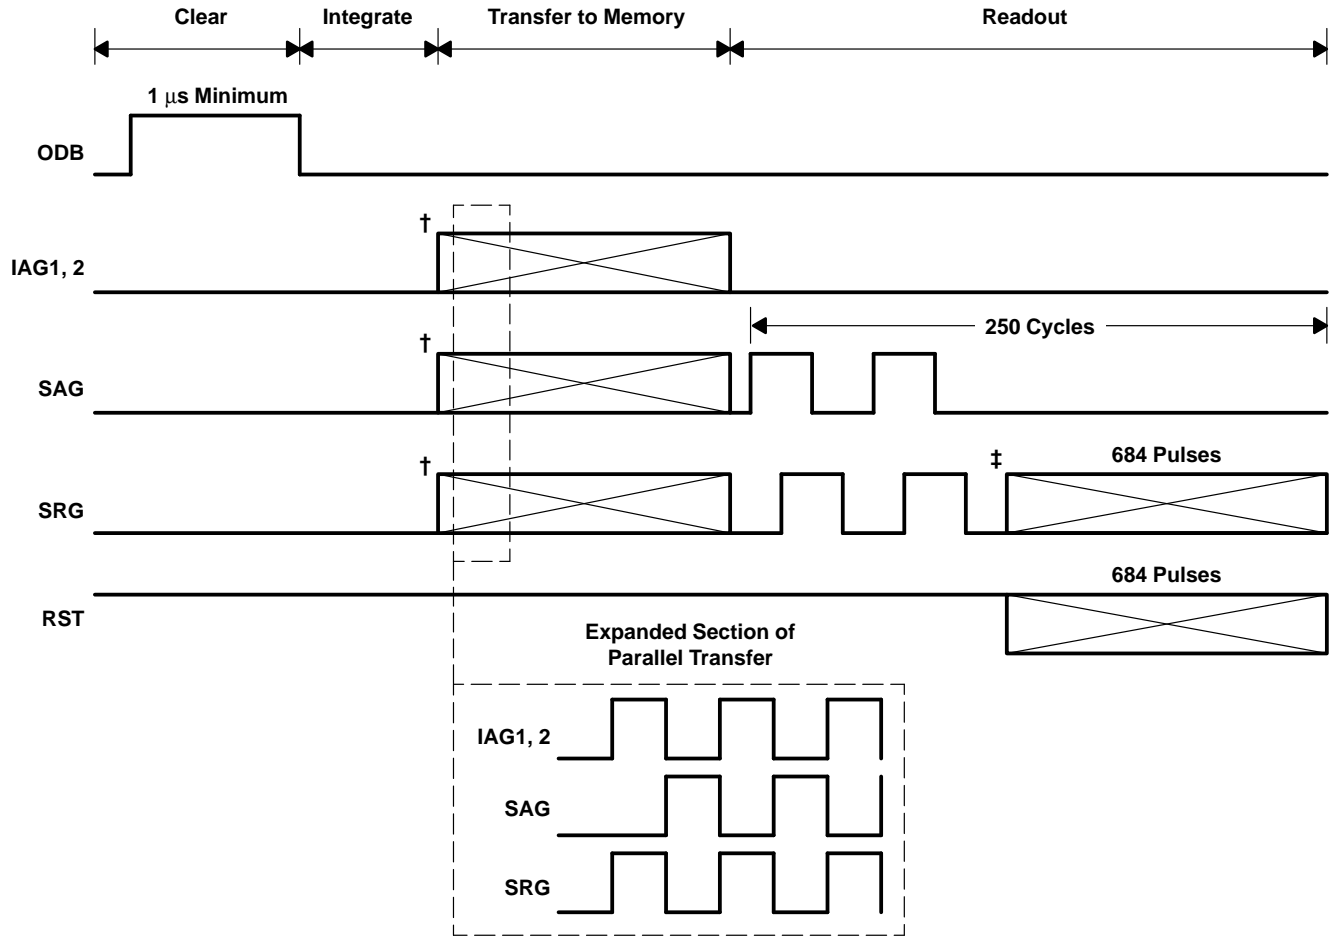 Clear Integrate Transfer to Memory Readout
1 μs Minimum
ODB
†
IAG1, 2
250 Cycles
†
SAG
† ‡ 684 Pulses
SRG
684 Pulses
RST
Expanded Section of
Parallel Transfer
IAG1, 2
SAG
SRG